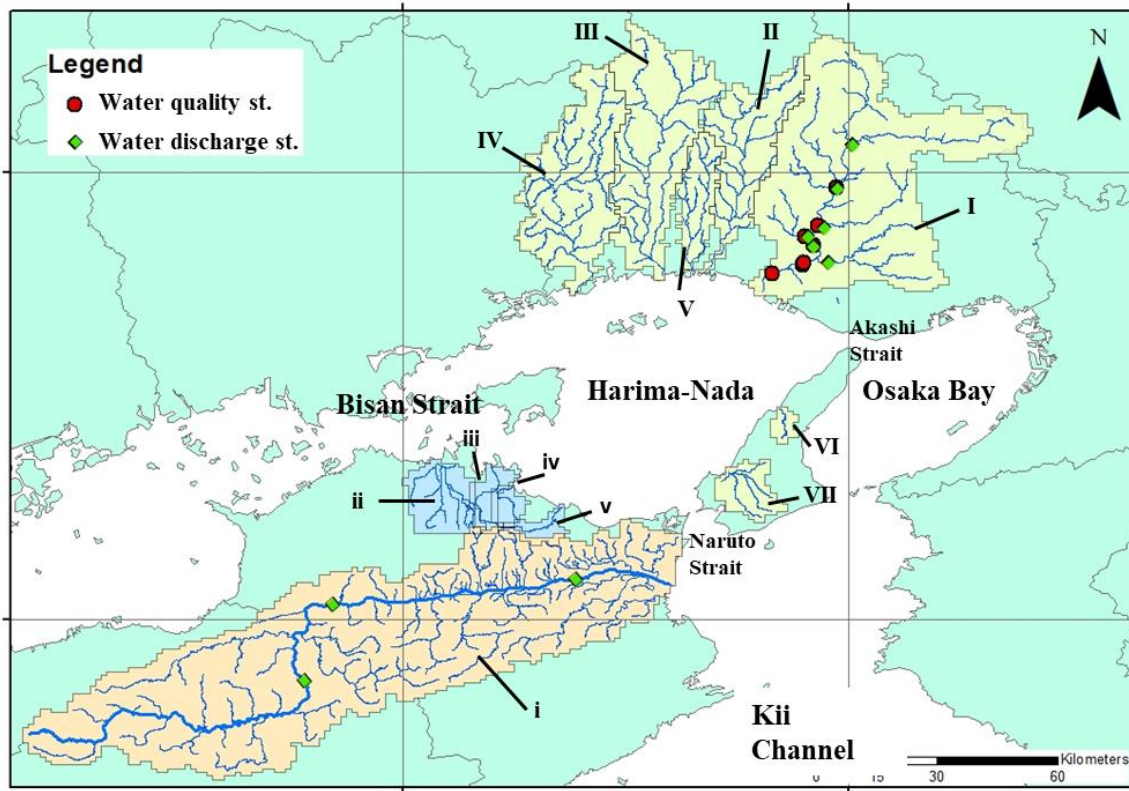 III
II
N
Legend
Water quality st.
Water discharge st.
IV
I
V
Akashi
Strait
Harima-Nada
Osaka Bay
Bisan Strait
iii
iv
VI
ii
v
VII
Naruto
Strait
i
Kii
Channel
Kilometers
0 15 30 60